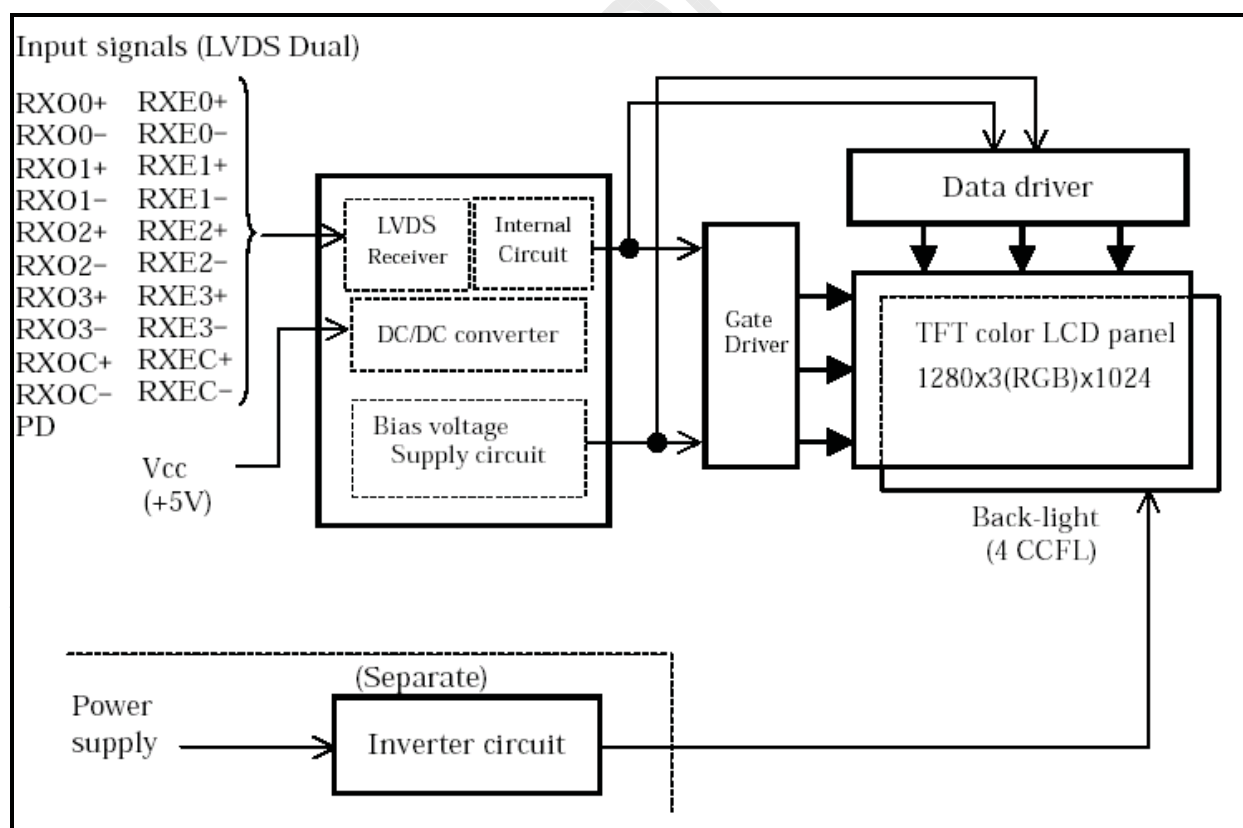 Input signals (LVDS Dual)
RXO0+ RXE0+
RXO0− RXE0−
RXO1+ RXE1+
RXO1− RXE1−
RXO2+ RXE2+
RXO2− RXE2−
RXO3+ RXE3+
RXO3− RXE3−
RXOC+ RXEC+
RXOC− RXEC−
PD
Vcc
(+5V)
LVDS
Receiver
Internal
Circuit
DC/DC converter
Bias voltage
Supply circuit
Gate
Driver
Data driver
TFT color LCD panel
1280x3(RGB)x1024
Back-light
(4 CCFL)
(Separate)
Power
supply
Inverter circuit